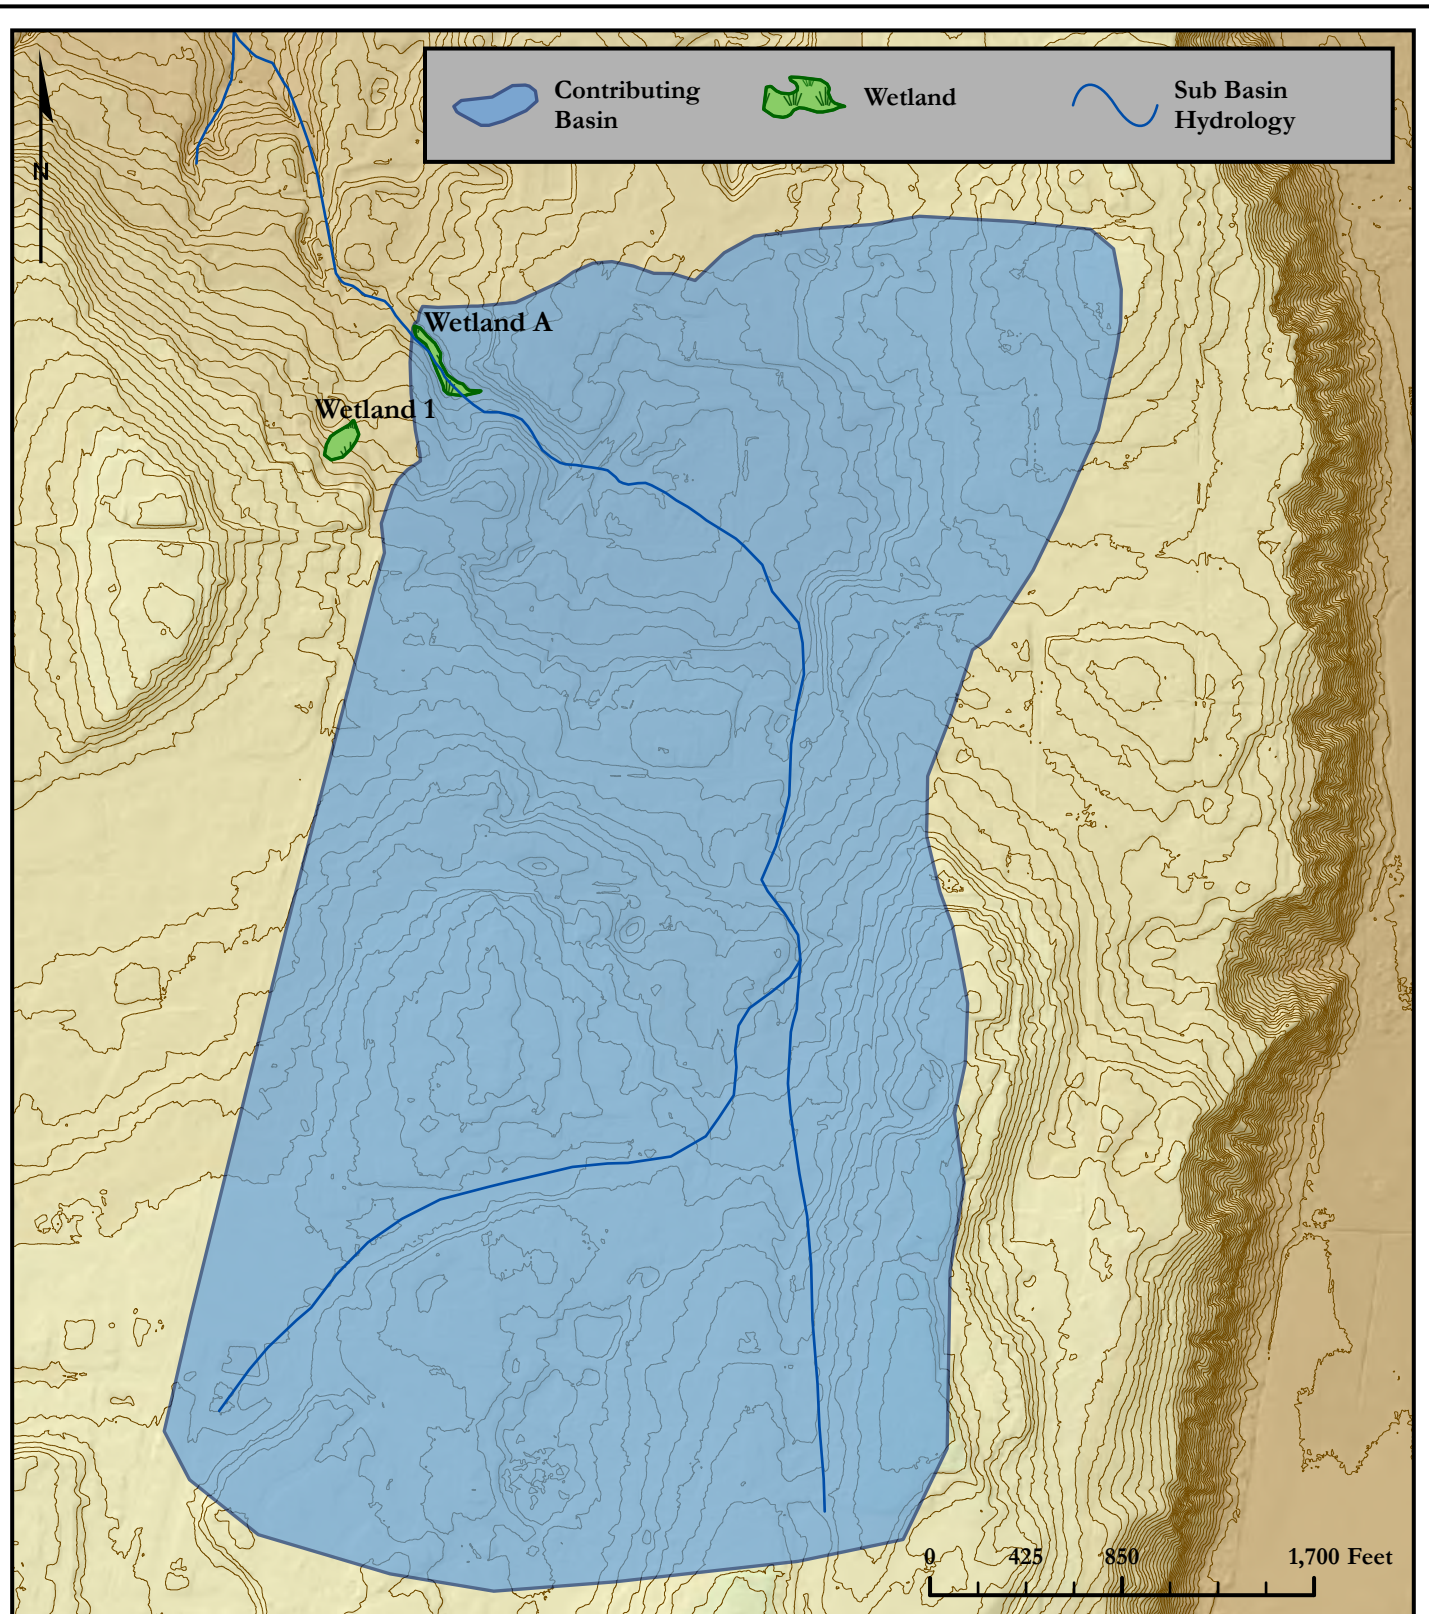 Contributing
Basin
Wetland
Sub Basin
Hydrology
N
Wetland A
Wetland 1
0 425 850 1,700 Feet